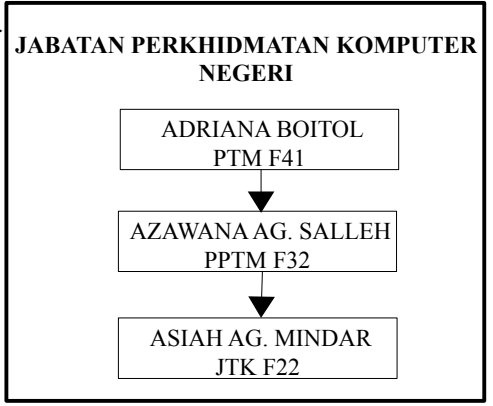 JABATAN PERKHIDMATAN KOMPUTER
NEGERI
ADRIANA BOITOL
PTM F41
AZAWANA AG. SALLEH
PPTM F32
ASIAH AG. MINDAR
JTK F22